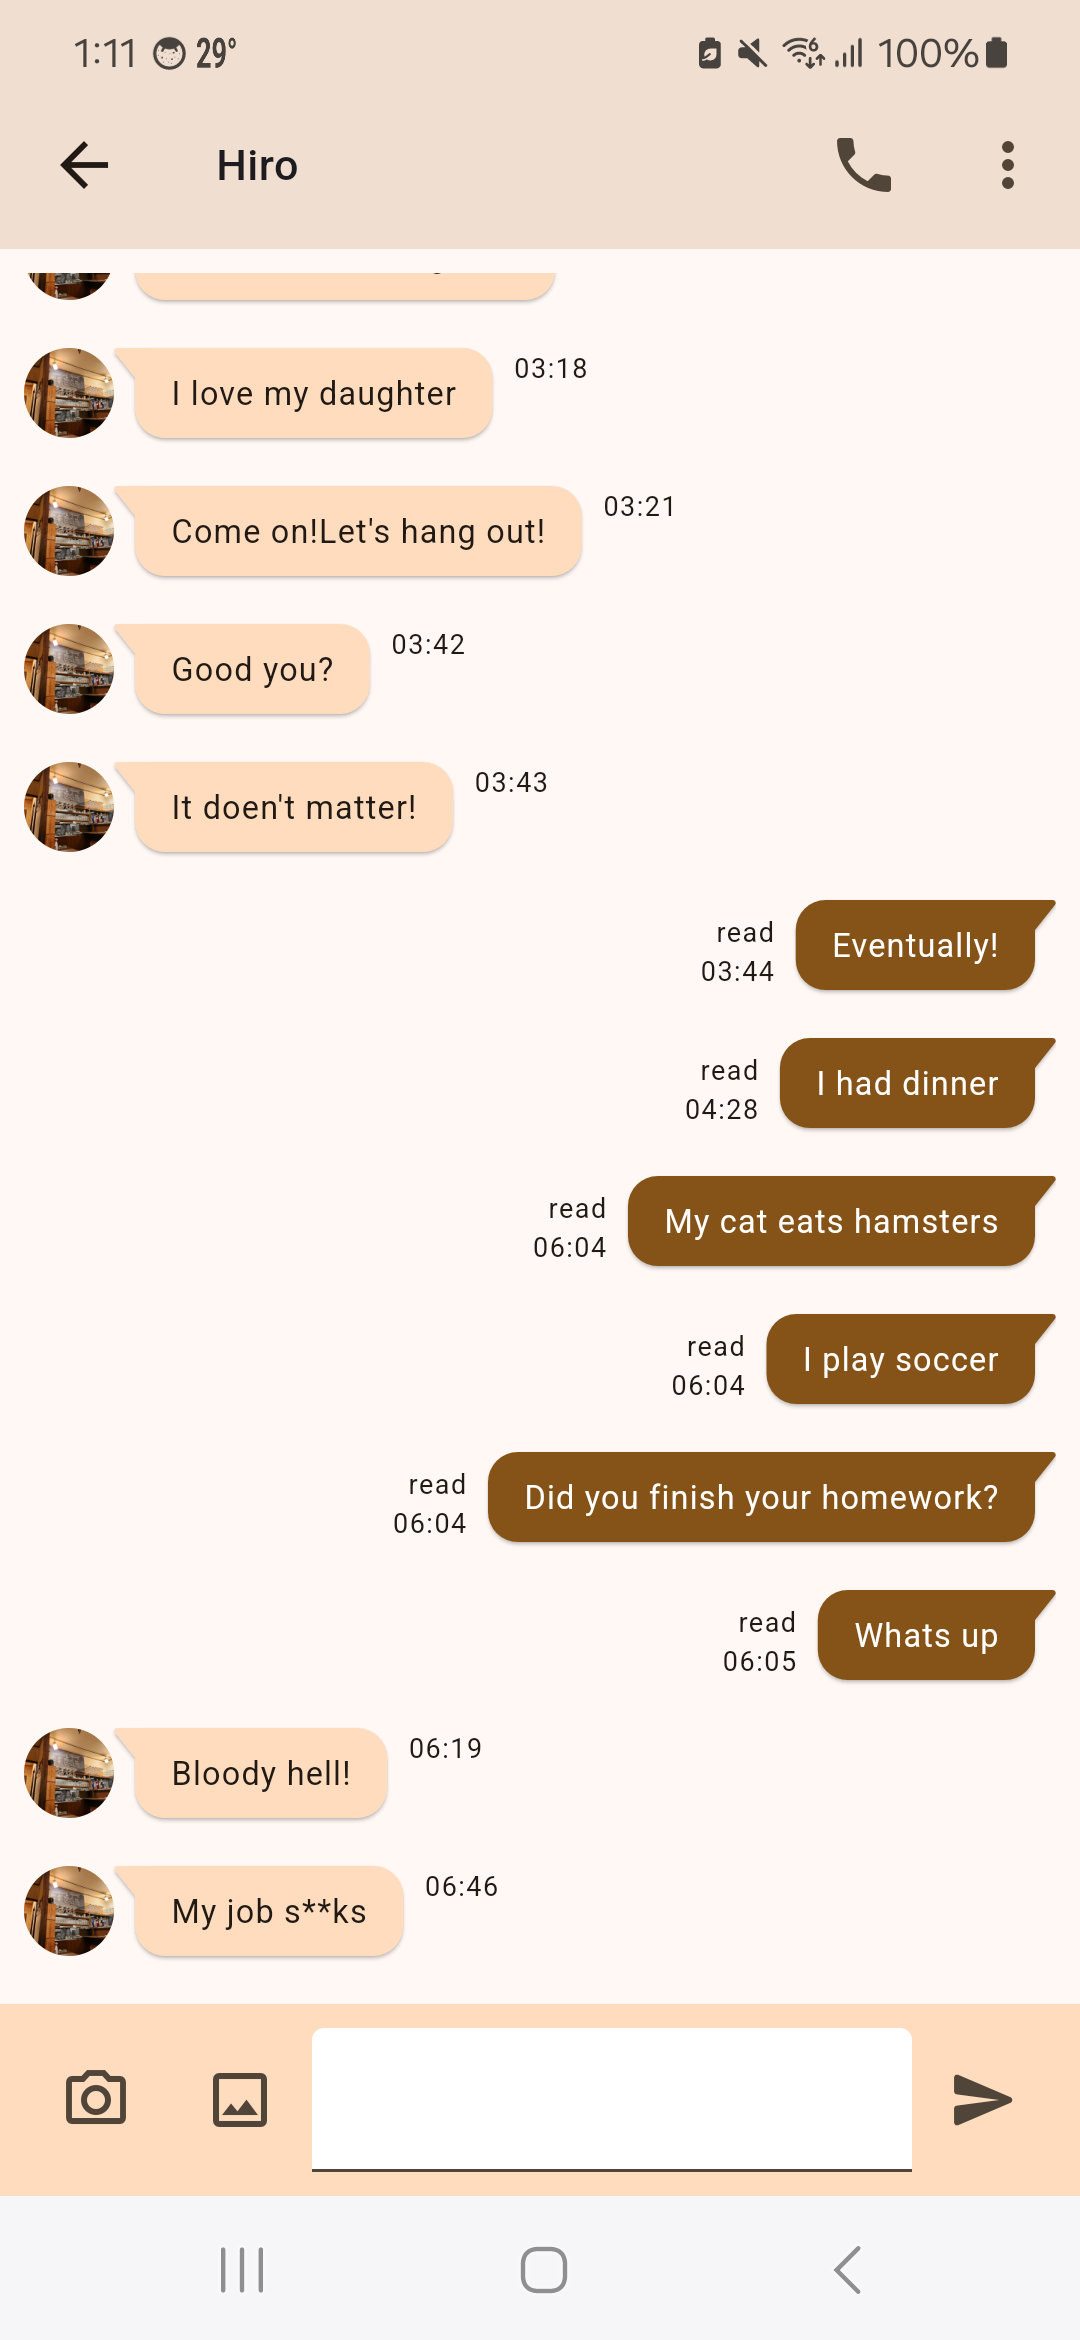 1:11 29° 100%
Hiro
I love my daughter 03:18
Come on!Let's hang out! 03:21
Good you? 03:42
It doen't matter! 03:43
read
03:44 Eventually!
read
04:28 I had dinner
read
06:04 My cat eats hamsters
read
06:04 I play soccer
read
06:04 Did you finish your homework?
read
06:05 Whats up
Bloody hell! 06:19
My job s**ks 06:46